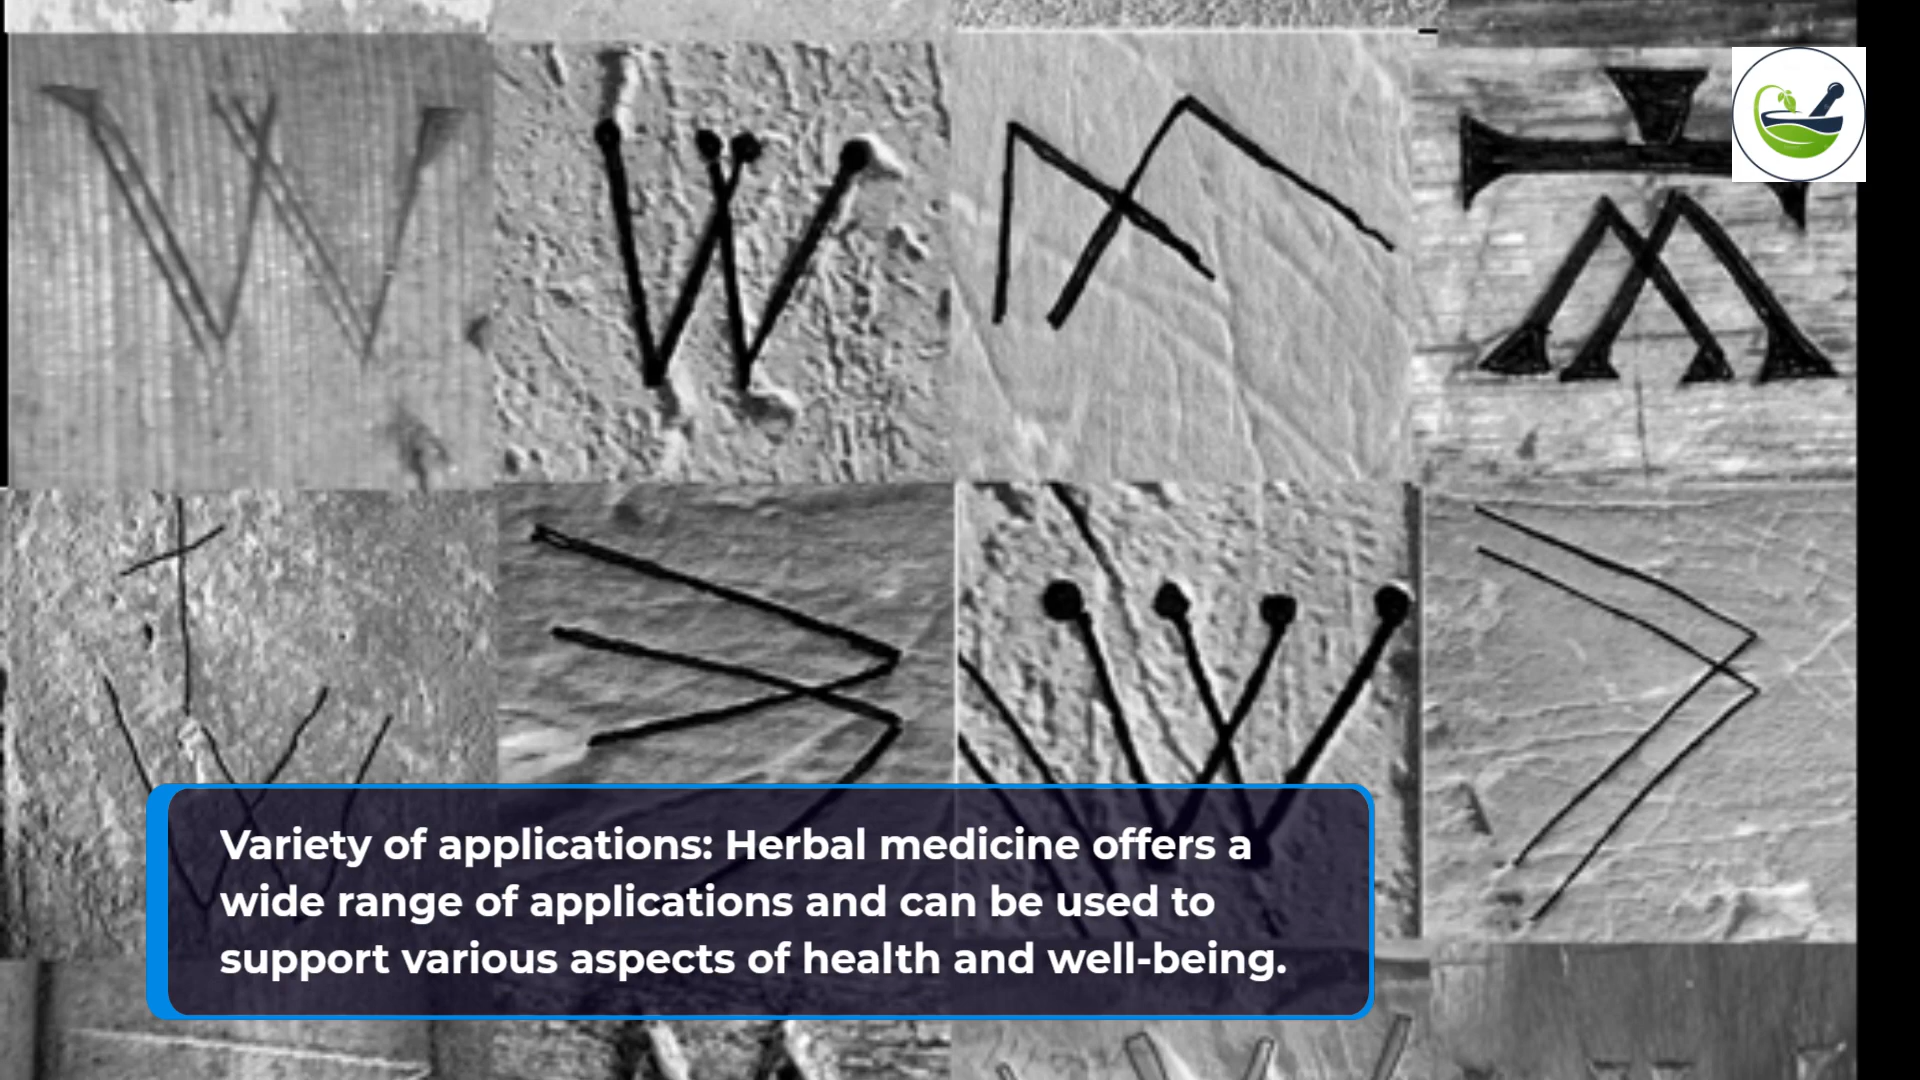 Variety of applications: Herbal medicine offers a
wide range of applications and can be used to
support various aspects of health and well-being.